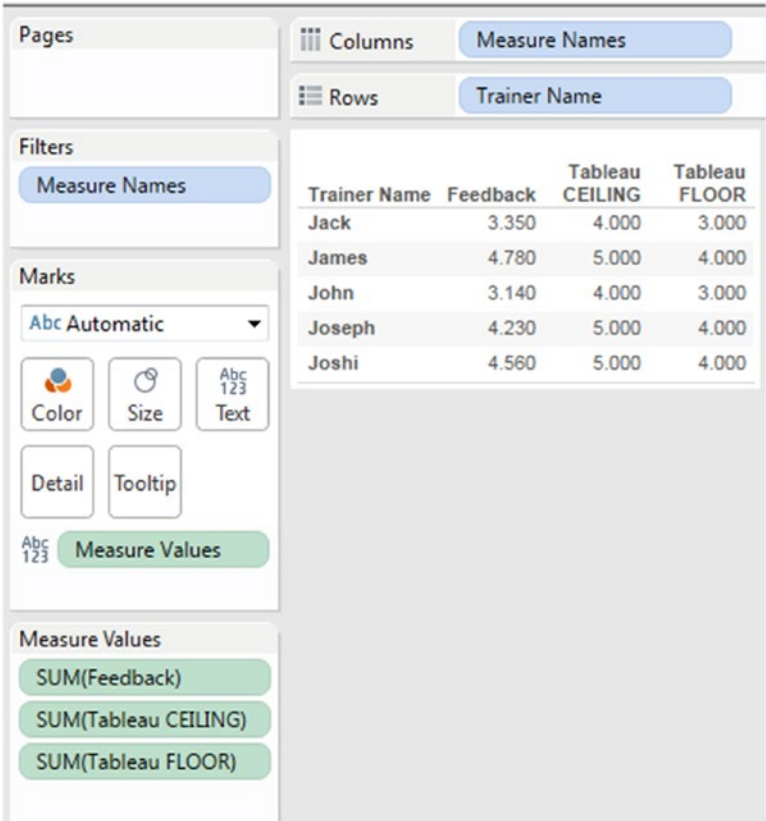 Pages
Columns Measure Names
Rows Trainer Name
Filters
Measure Names
Marks
Abc Automatic
Color
Size
Abc
123
Text
Detail
Tooltip
Abc
123
Measure Values
Measure Values
SUM(Feedback)
SUM(Tableau CEILING)
SUM(Tableau FLOOR)
Tableau Tableau
Trainer Name Feedback CEILING FLOOR
Jack 3.350 4.000 3.000
James 4.780 5.000 4.000
John 3.140 4.000 3.000
Joseph 4.230 5.000 4.000
Joshi 4.560 5.000 4.000